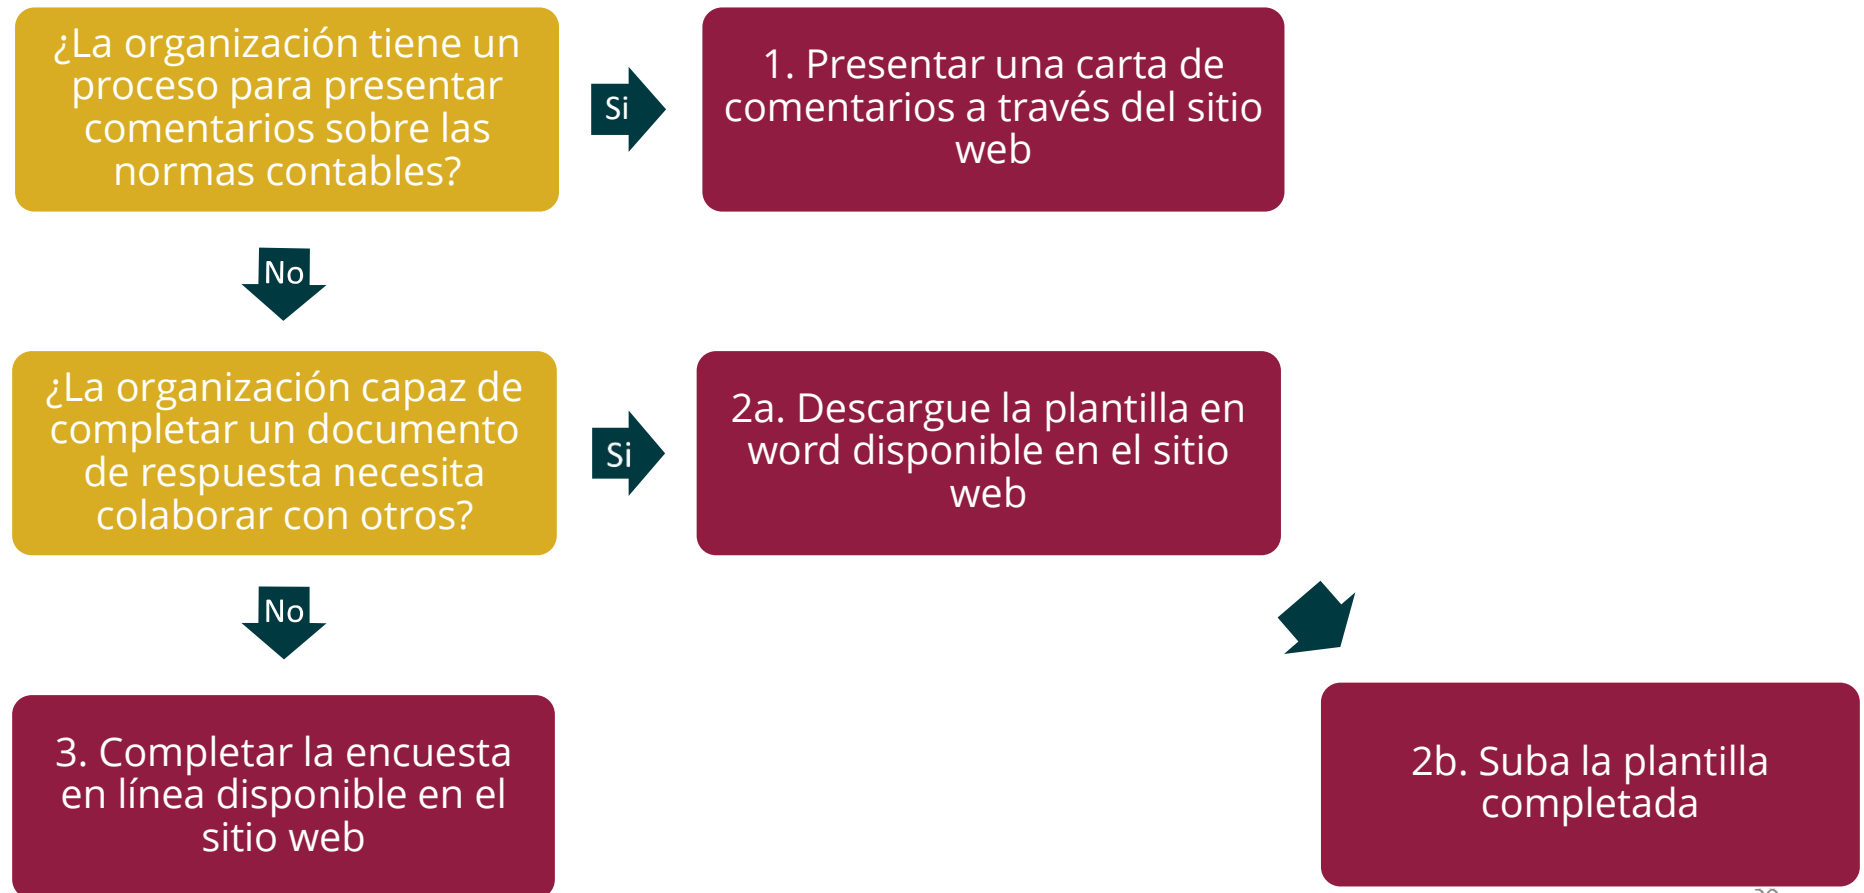 ¿La organización tiene un
proceso para presentar
comentarios sobre las
normas contables?
Si
1. Presentar una carta de
comentarios a través del sitio
web
No
¿La organización capaz de
completar un documento
de respuesta necesita
colaborar con otros?
Si
2a. Descargue la plantilla en
word disponible en el sitio
web
No
3. Completar la encuesta
en línea disponible en el
sitio web
2b. Suba la plantilla
completada